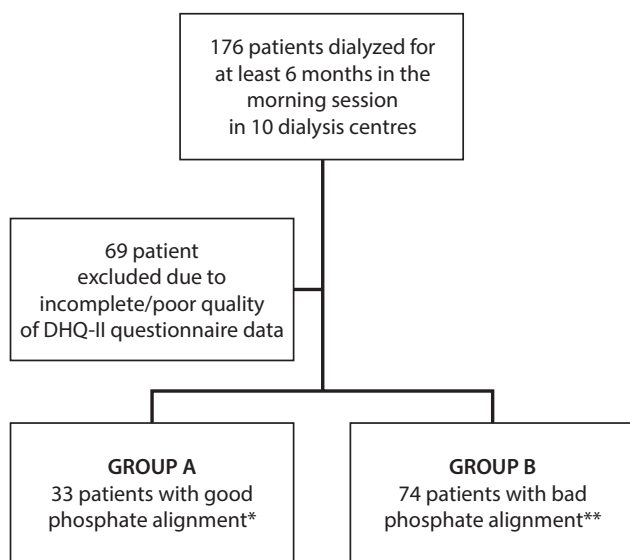 176 patients dialyzed for
at least 6 months in the
morning session
in 10 dialysis centres
69 patient
excluded due to
incomplete/poor quality
of DHQ-II questionnaire data
GROUP A
33 patients with good
phosphate alignment*
GROUP B
74 patients with bad
phosphate alignment**